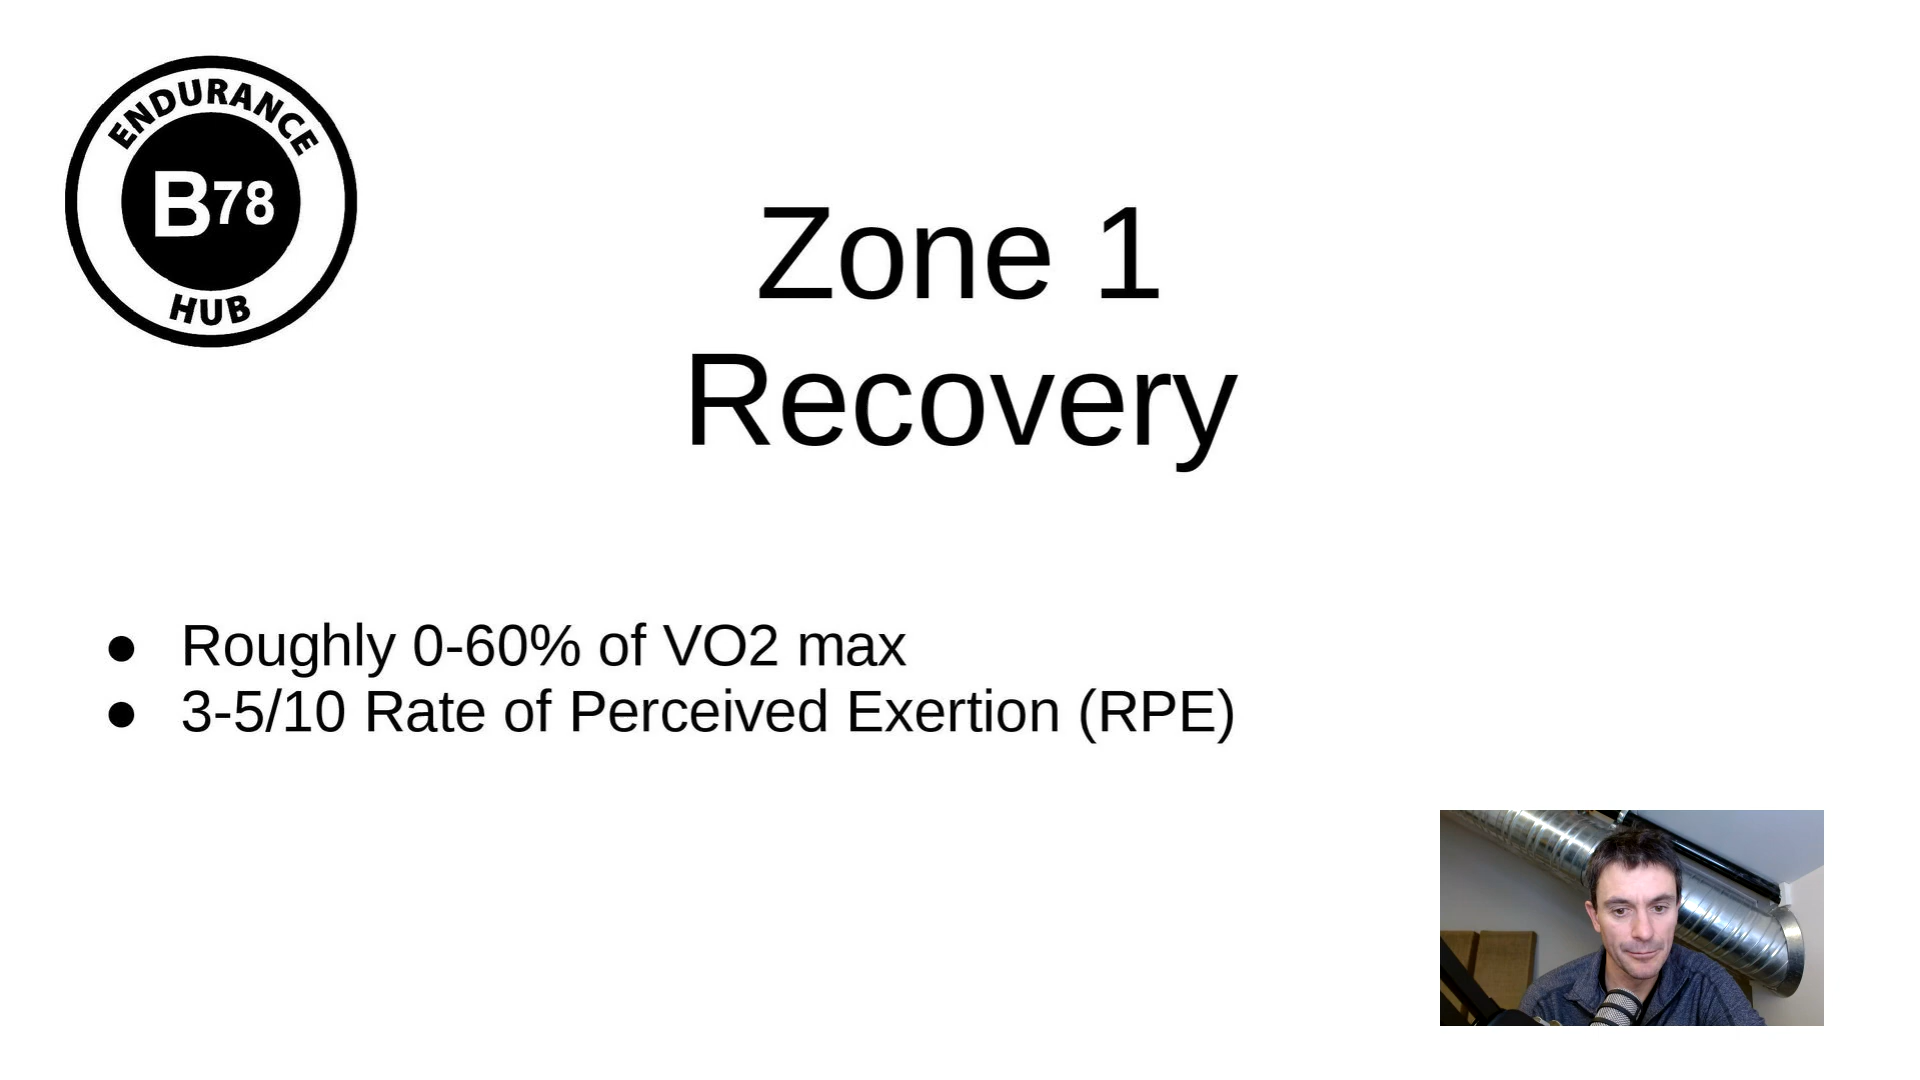 ENDURANCE
B78
HUB
Zone 1
Recovery
● Roughly 0-60% of VO2 max
● 3-5/10 Rate of Perceived Exertion (RPE)